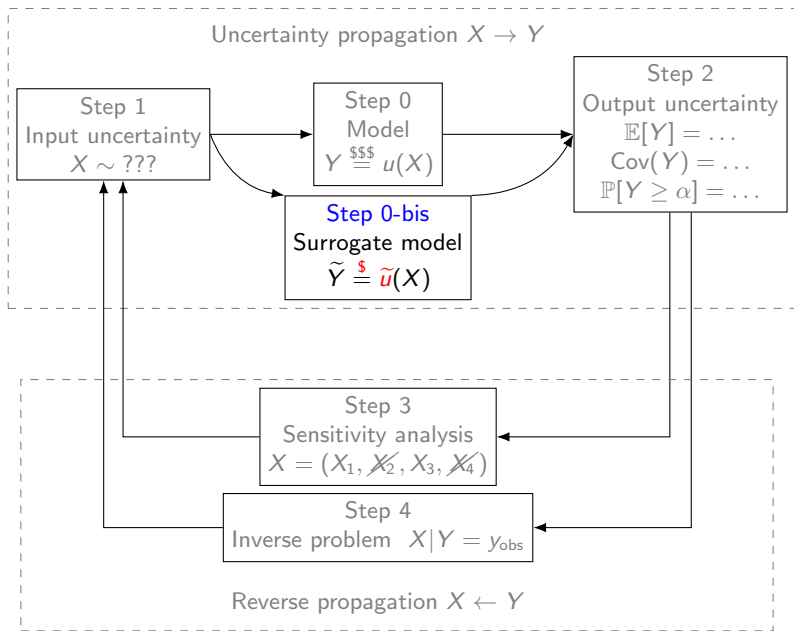 Uncertainty propagation X → Y
Step 1
Input uncertainty
X ∼ ???
Step 0
Model
Y $$$= u(X)
Step 0-bis
Surrogate model
Ỹ $= ũ(X)
Step 2
Output uncertainty
𝔼[Y] = …
Cov(Y) = …
ℙ[Y ≥ α] = …
Step 3
Sensitivity analysis
X = (X₁, X₂, X₃, X₄)
Step 4
Inverse problem X|Y = y_obs
Reverse propagation X ← Y